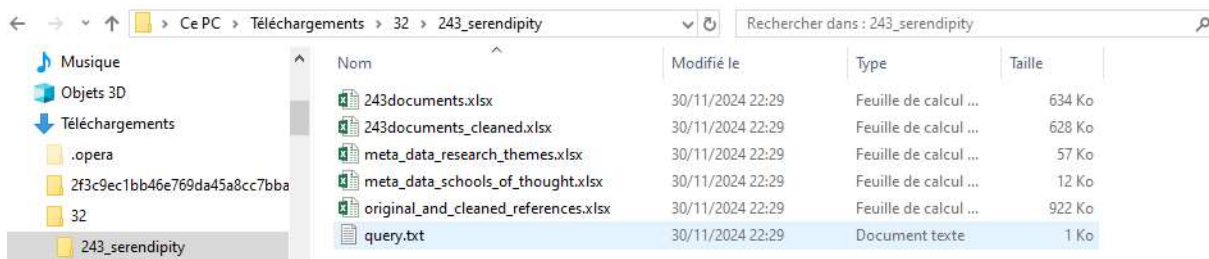 Ce PC > Téléchargements > 32 > 243_serendipity
Rechercher dans : 243_serendipity
Musique
Objets 3D
Téléchargements
.opera
2f3c9ec1bb46e769da45a8cc7bba
32
243_serendipity
Nom Modifié le Type Taille
243documents.xlsx 30/11/2024 22:29 Feuille de calcul ... 634 Ko
243documents_cleaned.xlsx 30/11/2024 22:29 Feuille de calcul ... 628 Ko
meta_data_research_themes.xlsx 30/11/2024 22:29 Feuille de calcul ... 57 Ko
meta_data_schools_of_thought.xlsx 30/11/2024 22:29 Feuille de calcul ... 12 Ko
original_and_cleaned_references.xlsx 30/11/2024 22:29 Feuille de calcul ... 922 Ko
query.txt 30/11/2024 22:29 Document texte 1 Ko